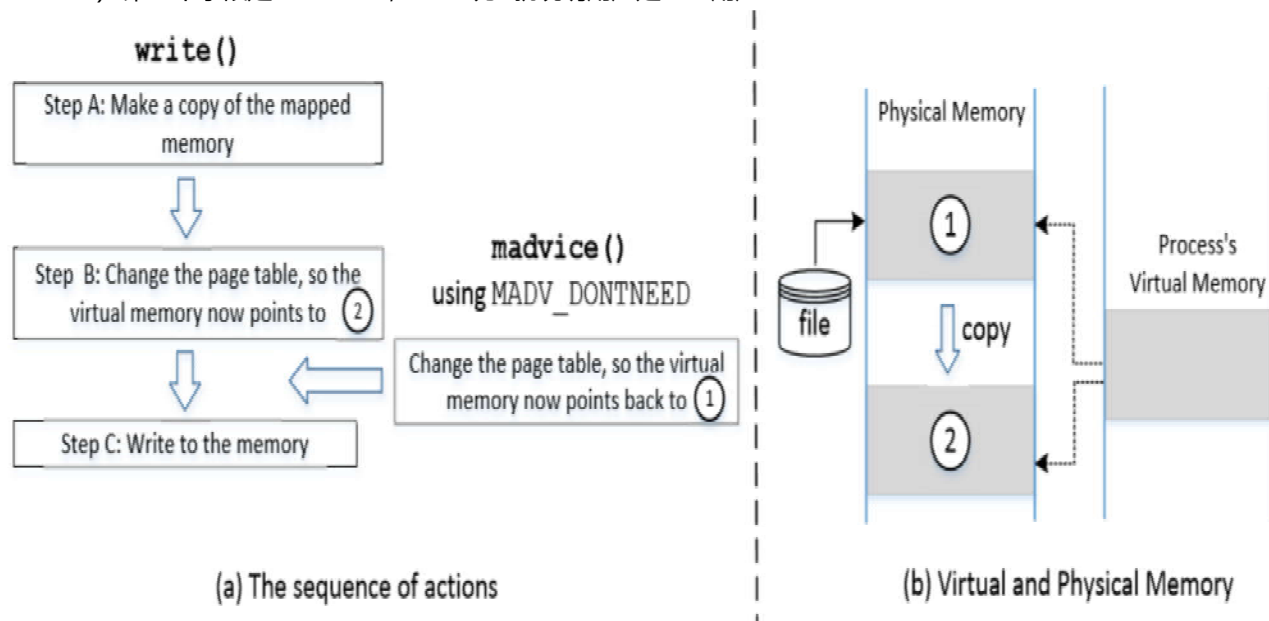 write()
Step A: Make a copy of the mapped
memory
Step B: Change the page table, so the
virtual memory now points to 2
Step C: Write to the memory
madvice()
using MADV_DONTNEED
Change the page table, so the virtual
memory now points back to 1
(a) The sequence of actions
Physical Memory
1
file
copy
2
Process's
Virtual Memory
(b) Virtual and Physical Memory